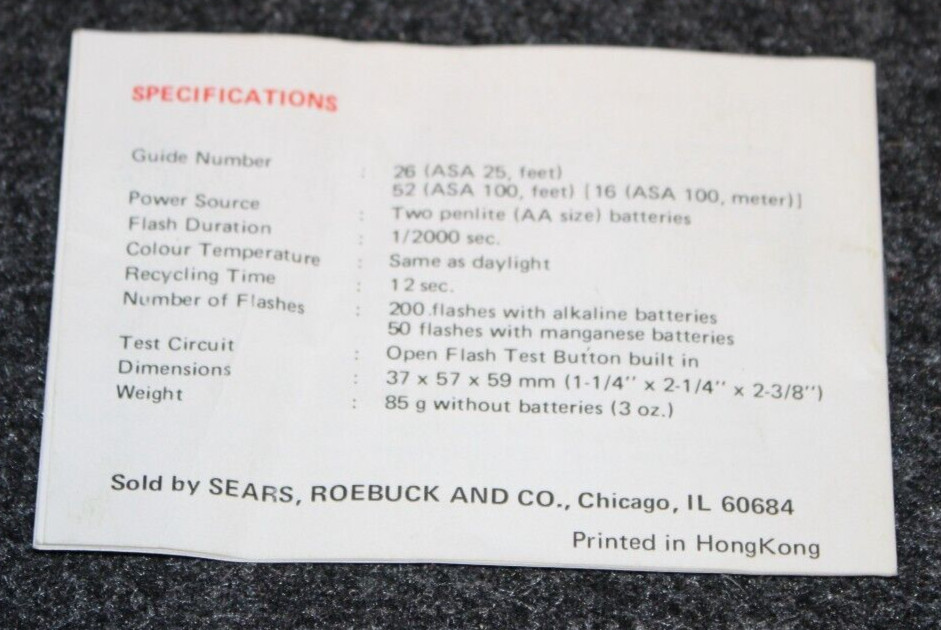 SPECIFICATIONS
Guide Number : 26 (ASA 25, feet)
52 (ASA 100, feet) [16 (ASA 100, meter)]
Power Source : Two penlite (AA size) batteries
Flash Duration : 1/2000 sec.
Colour Temperature : Same as daylight
Recycling Time : 12 sec.
Number of Flashes : 200 flashes with alkaline batteries
50 flashes with manganese batteries
Test Circuit : Open Flash Test Button built in
Dimensions : 37 x 57 x 59 mm (1-1/4" x 2-1/4" x 2-3/8")
Weight : 85 g without batteries (3 oz.)
Sold by SEARS, ROEBUCK AND CO., Chicago, IL 60684
Printed in HongKong